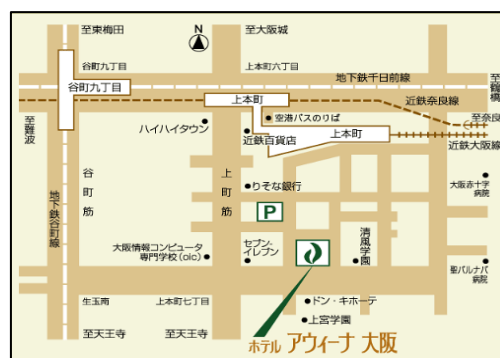 至東梅田
N
至大阪城
谷町九丁目
上本町六丁目
地下鉄千日前線
至鶴橋
谷町九丁目
上本町
近鉄奈良線
至難波
ハイハイタウン
空港バスのりば
近鉄百貨店
上本町
至奈良
近鉄大阪線
地下鉄谷町線
谷町筋
上町筋
りそな銀行
P
大阪赤十字
病院
清風学園
大阪情報コンピュータ
専門学校(oic)
セブン-
イレブン
聖バルナバ
病院
生玉南
上本町七丁目
ドン・キホーテ
上宮学園
至天王寺
至天王寺
ホテル アウィーナ 大阪